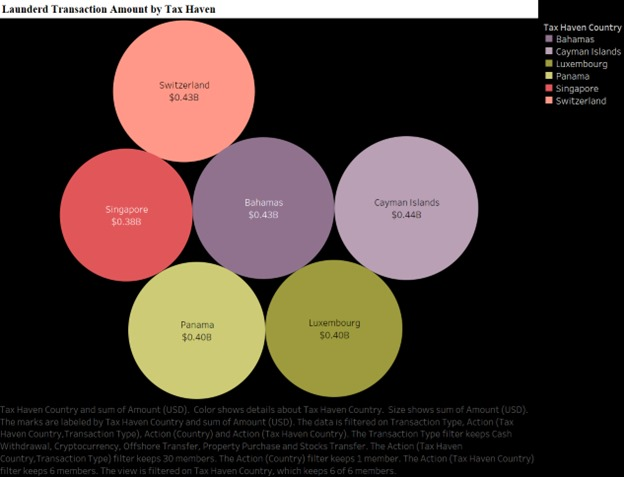 Launderd Transaction Amount by Tax Haven
Tax Haven Country
Bahamas
Cayman Islands
Luxembourg
Panama
Singapore
Switzerland
Switzerland
$0.43B
Singapore
$0.38B
Bahamas
$0.43B
Cayman Islands
$0.44B
Panama
$0.40B
Luxembourg
$0.40B
Tax Haven Country and sum of Amount (USD). Color shows details about Tax Haven Country. Size shows sum of Amount (USD).
The marks are labeled by Tax Haven Country and sum of Amount (USD). The data is filtered on Transaction Type, Action (Tax
Haven Country,Transaction Type), Action (Country) and Action (Tax Haven Country). The Transaction Type filter keeps Cash
Withdrawal, Cryptocurrency, Offshore Transfer, Property Purchase and Stocks Transfer. The Action (Tax Haven
Country,Transaction Type) filter keeps 30 members. The Action (Country) filter keeps 1 member. The Action (Tax Haven Country)
filter keeps 6 members. The view is filtered on Tax Haven Country, which keeps 6 of 6 members.